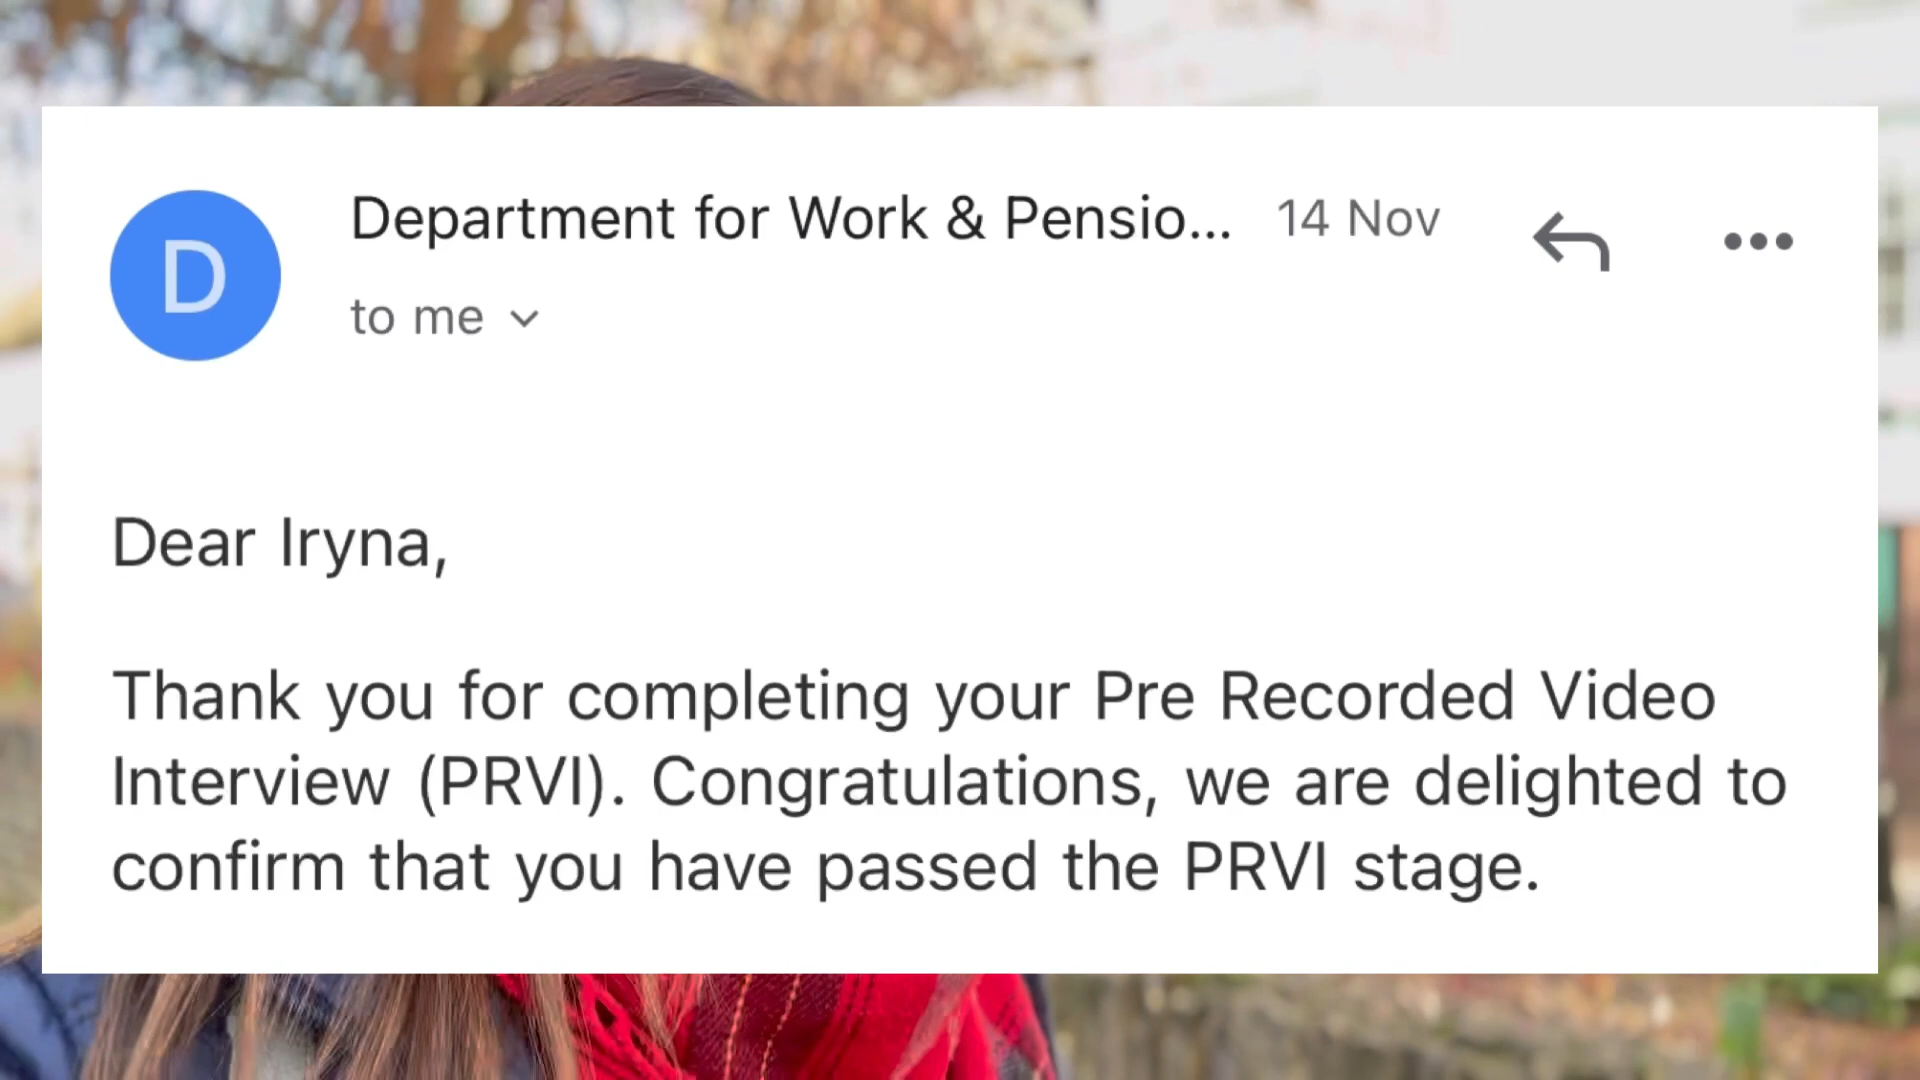 D
Department for Work & Pensio... 14 Nov
to me
Dear Iryna,
Thank you for completing your Pre Recorded Video
Interview (PRVI). Congratulations, we are delighted to
confirm that you have passed the PRVI stage.